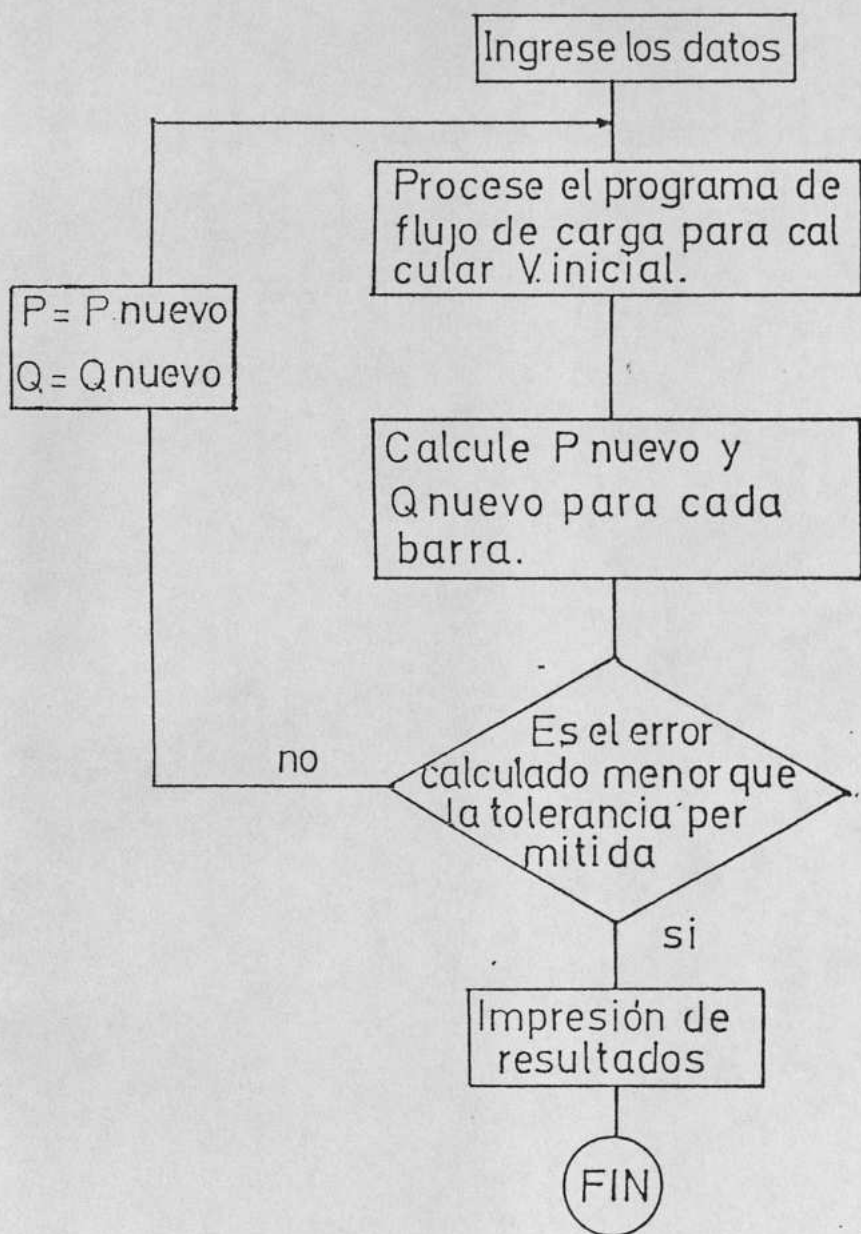 Ingrese los datos
Procese el programa de
flujo de carga para cal
cular V. inicial.
P = P. nuevo
Q = Q nuevo
Calcule P nuevo y
Q nuevo para cada
barra.
Es el error
calculado menor que
la tolerancia per
mitida
no
si
Impresión de
resultados
FIN